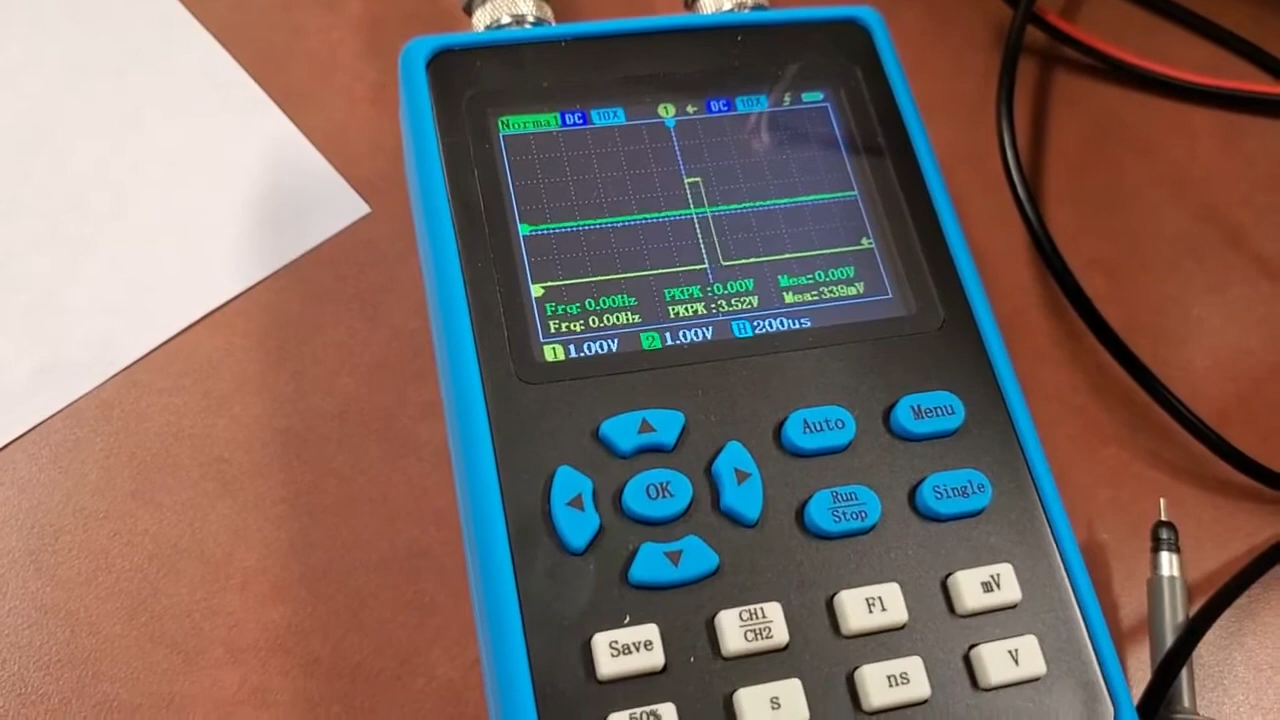 Normal DC 10X 1 ← DC 10X
Frq:0.00Hz PKPK:0.00V Mea:0.00V
Frq:0.00Hz PKPK:3.52V Mea:339mV
1 1.00V 2 1.00V H 200us
Auto Menu
OK
Run
Stop
Single
Save
CH1
CH2
F1
mV
50%
s
ns
V